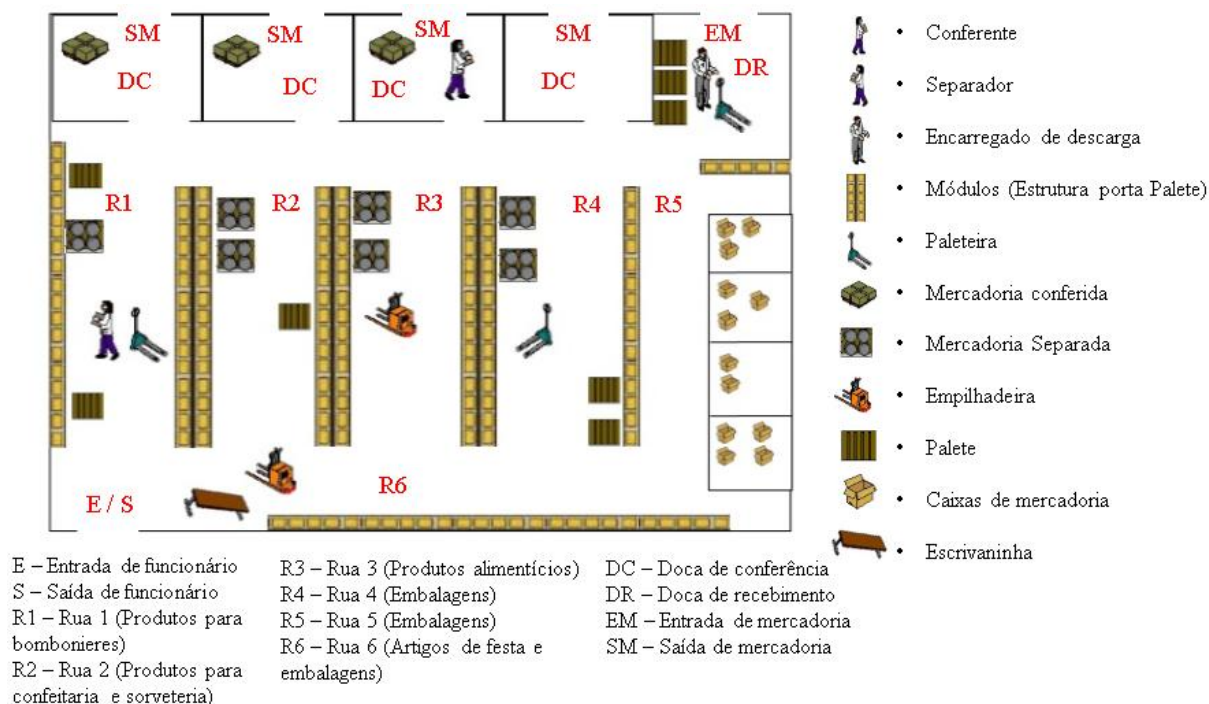 SM
SM
SM
SM
EM
DC
DC
DC
DC
DR
R1
R2
R3
R4
R5
R6
E / S
• Conferente
• Separador
• Encarregado de descarga
• Módulos (Estrutura porta Palete)
• Paleteira
• Mercadoria conferida
• Mercadoria Separada
• Empilhadeira
• Palete
• Caixas de mercadoria
• Escrivaninha
E – Entrada de funcionário
S – Saída de funcionário
R1 – Rua 1 (Produtos para
bombonieres)
R2 – Rua 2 (Produtos para
confeitaria e sorveteria)
R3 – Rua 3 (Produtos alimentícios)
R4 – Rua 4 (Embalagens)
R5 – Rua 5 (Embalagens)
R6 – Rua 6 (Artigos de festa e
embalagens)
DC – Doca de conferência
DR – Doca de recebimento
EM – Entrada de mercadoria
SM – Saída de mercadoria